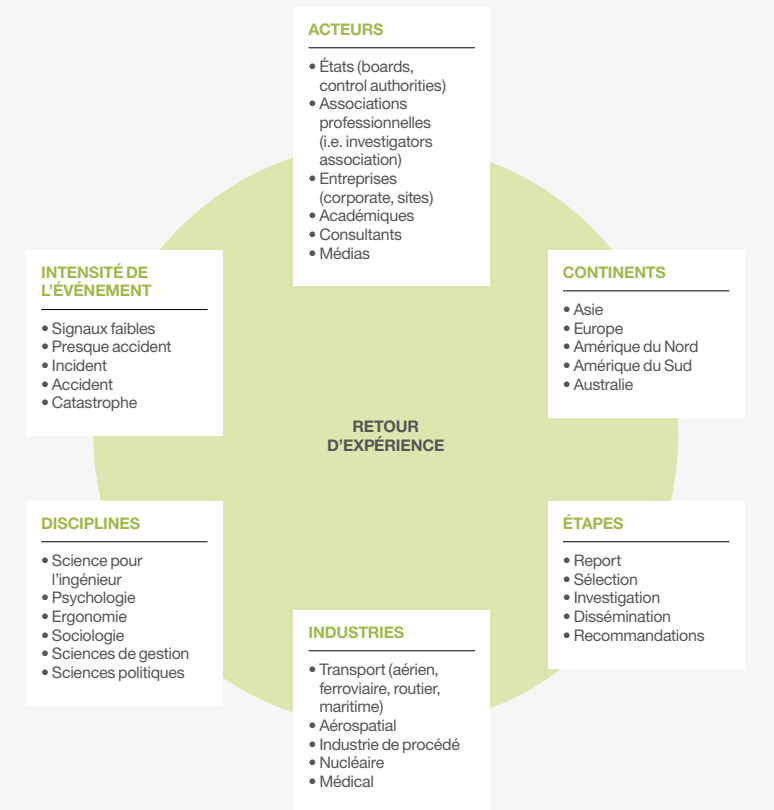 ACTEURS
• États (boards,
control authorities)
• Associations
professionnelles
(i.e. investigators
association)
• Entreprises
(corporate, sites)
• Académiques
• Consultants
• Médias
INTENSITÉ DE
L'ÉVÉNEMENT
• Signaux faibles
• Presque accident
• Incident
• Accident
• Catastrophe
CONTINENTS
• Asie
• Europe
• Amérique du Nord
• Amérique du Sud
• Australie
RETOUR
D'EXPÉRIENCE
DISCIPLINES
• Science pour
l'ingénieur
• Psychologie
• Ergonomie
• Sociologie
• Sciences de gestion
• Sciences politiques
ÉTAPES
• Report
• Sélection
• Investigation
• Dissémination
• Recommandations
INDUSTRIES
• Transport (aérien,
ferroviaire, routier,
maritime)
• Aérospatial
• Industrie de procédé
• Nucléaire
• Médical